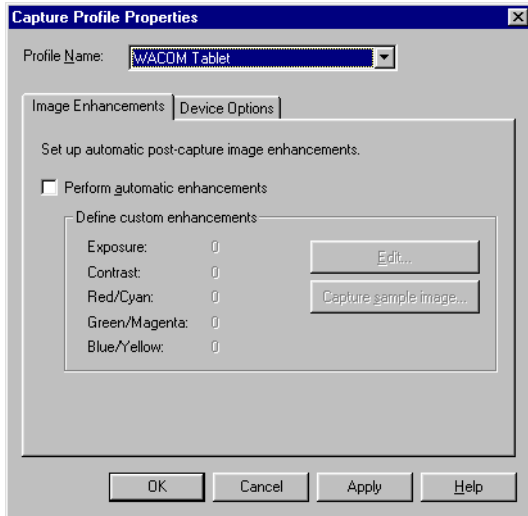 Capture Profile Properties
Profile Name: WACOM Tablet
Image Enhancements Device Options
Set up automatic post-capture image enhancements.
Perform automatic enhancements
Define custom enhancements
Exposure: 0 Edit...
Contrast: 0
Red/Cyan: 0 Capture sample image...
Green/Magenta: 0
Blue/Yellow: 0
OK Cancel Apply Help